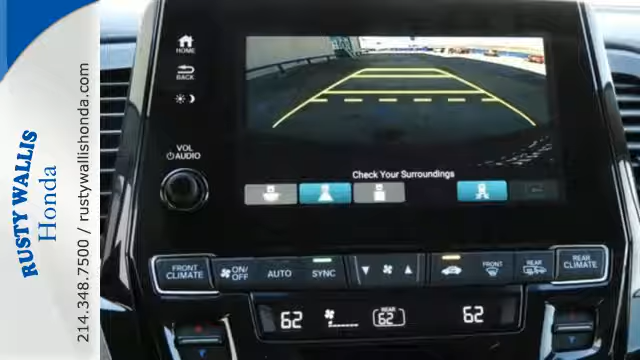 RUSTY WALLIS
Honda
214.348.7500 / rustywallishonda.com
HOME
BACK
VOL
AUDIO
Check Your Surroundings
FRONT
CLIMATE
ON/
OFF
AUTO
SYNC
FRONT
REAR
REAR
CLIMATE
62
REAR
62
62